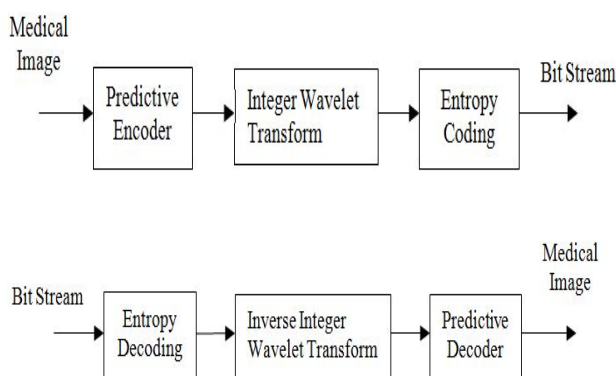 Medical
Image
Predictive
Encoder
Integer Wavelet
Transform
Entropy
Coding
Bit Stream
Bit Stream
Entropy
Decoding
Inverse Integer
Wavelet Transform
Predictive
Decoder
Medical
Image